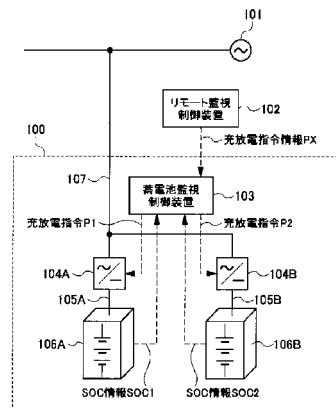 101
リモート監視
制御装置
102
100
充放電指令情報PX
107
蓄電池監視
制御装置
103
充放電指令P1
充放電指令P2
104A
104B
105A
105B
106A
106B
SOC情報SOC1
SOC情報SOC2